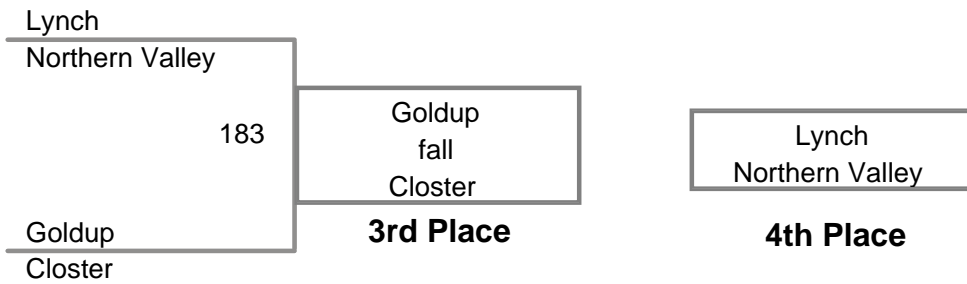 Lynch
Northern Valley
183
Goldup
Closter
Goldup
fall
Closter
3rd Place
Lynch
Northern Valley
4th Place